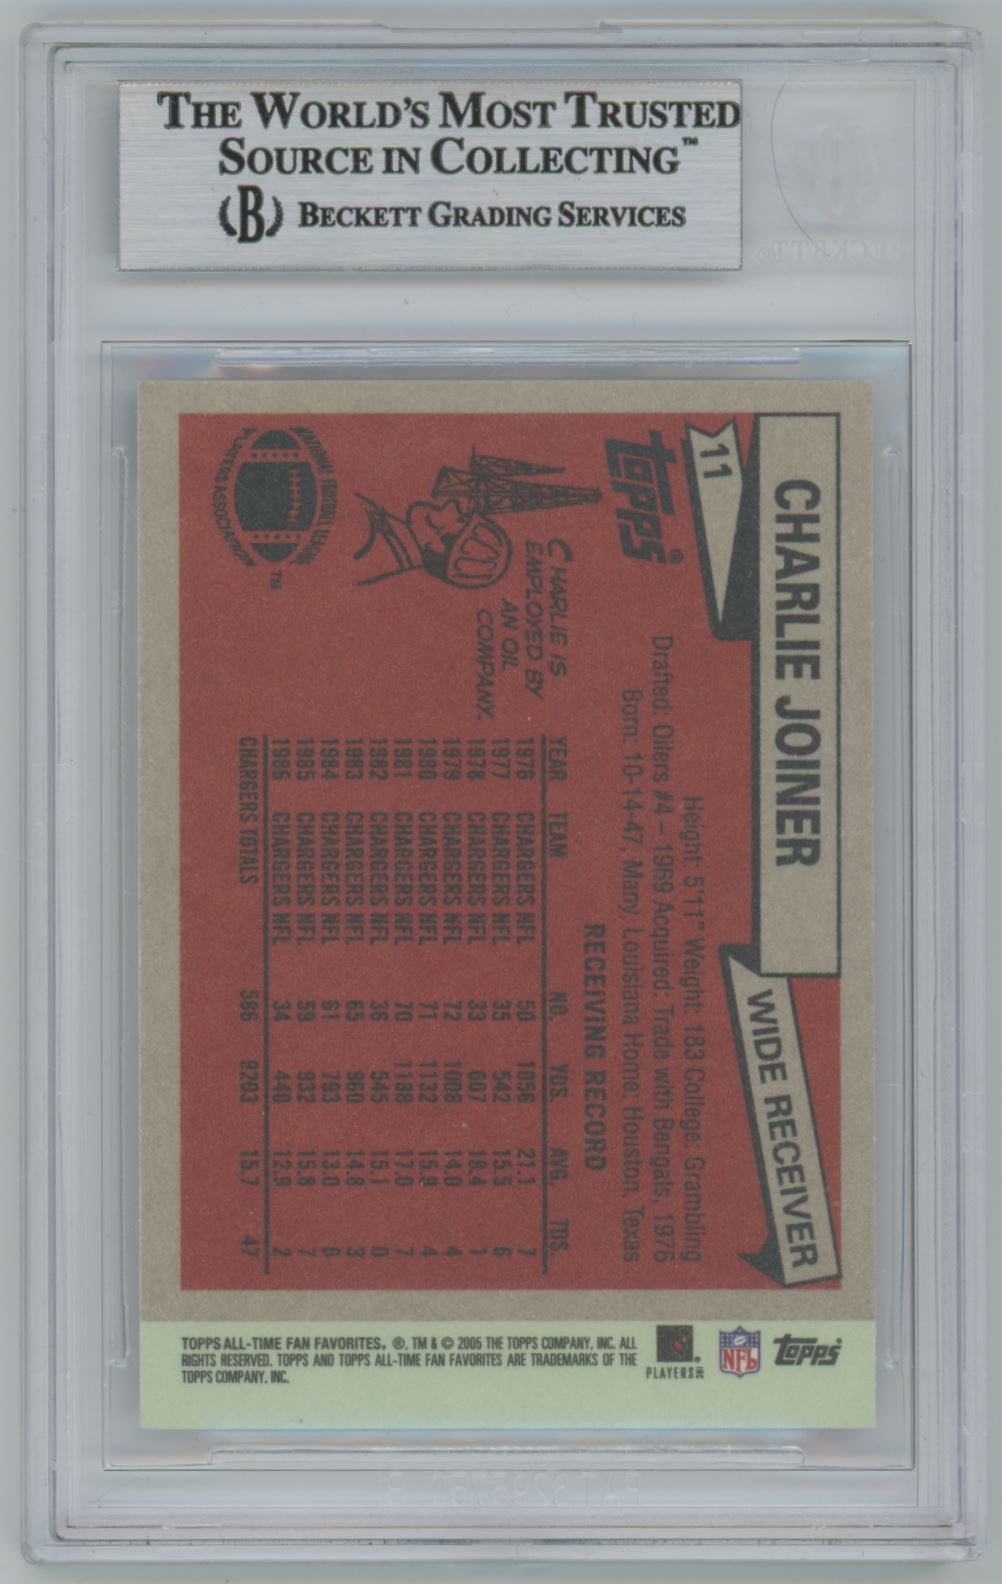 THE WORLD'S MOST TRUSTED
SOURCE IN COLLECTING™
(B) BECKETT GRADING SERVICES
11
CHARLIE JOINER
WIDE RECEIVER
TOPPS®
Height: 5'11" Weight: 183 College: Grambling
Drafted: Oilers #4 – 1969 Acquired: Trade with Bengals, 1976
Born: 10-14-47, Many, Louisiana Home: Houston, Texas
CHARLIE IS
EMPLOYED BY
AN OIL
COMPANY.
NATIONAL FOOTBALL LEAGUE
PLAYERS ASSOCIATION
TM
RECEIVING RECORD
YEAR TEAM NO. YDS. AVG. TDS.
1976 CHARGERS NFL 50 1056 21.1 7
1977 CHARGERS NFL 35 542 15.5 6
1978 CHARGERS NFL 33 607 18.4 1
1979 CHARGERS NFL 72 1008 14.0 4
1980 CHARGERS NFL 71 1132 15.9 4
1981 CHARGERS NFL 70 1188 17.0 7
1982 CHARGERS NFL 36 545 15.1 0
1983 CHARGERS NFL 65 960 14.8 3
1984 CHARGERS NFL 61 793 13.0 6
1985 CHARGERS NFL 59 932 15.8 7
1986 CHARGERS NFL 34 440 12.9 2
CHARGERS TOTALS 586 9203 15.7 47
TOPPS ALL-TIME FAN FAVORITES. ®, TM & © 2005 THE TOPPS COMPANY, INC. ALL
RIGHTS RESERVED. TOPPS AND TOPPS ALL-TIME FAN FAVORITES ARE TRADEMARKS OF THE
TOPPS COMPANY, INC.
PLAYERS INC
NFL
topps